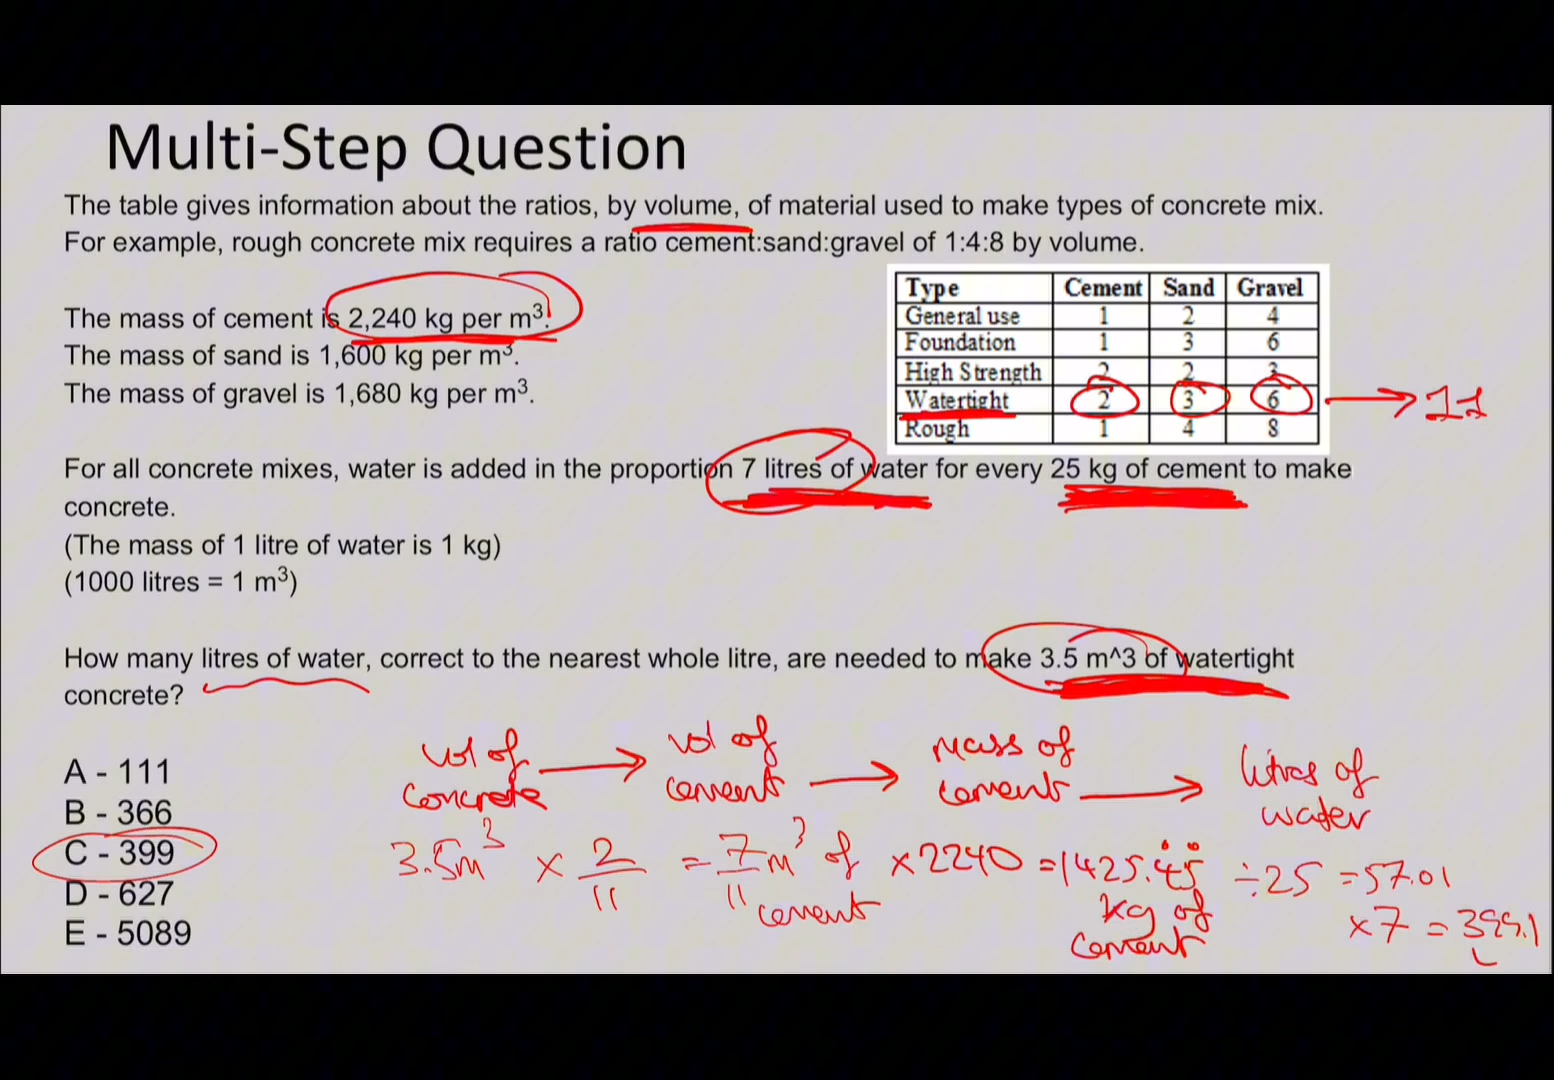 Multi-Step Question
The table gives information about the ratios, by volume, of material used to make types of concrete mix.
For example, rough concrete mix requires a ratio cement:sand:gravel of 1:4:8 by volume.
The mass of cement is 2,240 kg per m³.
The mass of sand is 1,600 kg per m³.
The mass of gravel is 1,680 kg per m³.
Type Cement Sand Gravel
General use 1 2 4
Foundation 1 3 6
High Strength 2 2 3
Watertight 2 3 6 → 11
Rough 1 4 8
For all concrete mixes, water is added in the proportion 7 litres of water for every 25 kg of cement to make
concrete.
(The mass of 1 litre of water is 1 kg)
(1000 litres = 1 m³)
How many litres of water, correct to the nearest whole litre, are needed to make 3.5 m^3 of watertight
concrete?
A - 111
B - 366
C - 399
D - 627
E - 5089
vol of concrete → vol of cement → mass of cement → litres of water
3.5m³ × 2/11 = 7/11 m³ of cement × 2240 = 1425.4̇5̇ kg of cement ÷25 = 57.01
×7 = 399.1 L